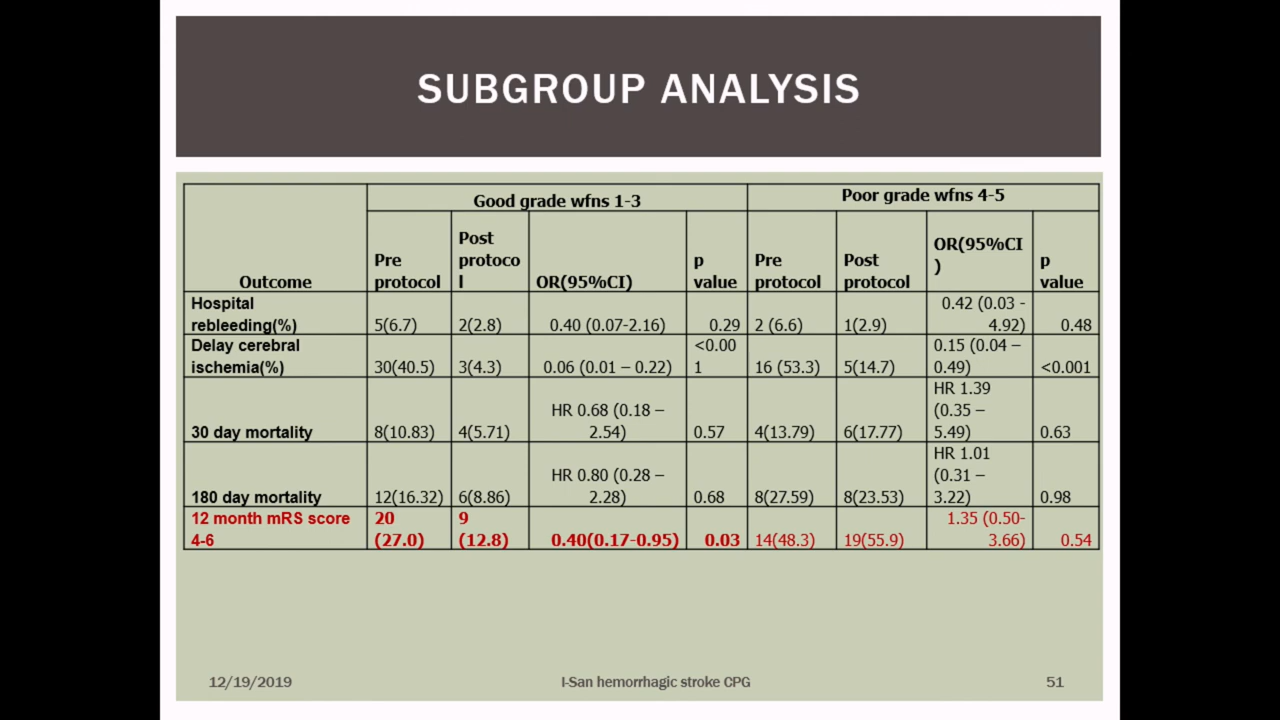 SUBGROUP ANALYSIS
Good grade wfns 1-3
Poor grade wfns 4-5
Outcome
Pre
protocol
Post
protoco
l
OR(95%CI)
p
value
Pre
protocol
Post
protocol
OR(95%CI
)
p
value
Hospital
rebleeding(%)
5(6.7)
2(2.8)
0.40 (0.07-2.16)
0.29
2 (6.6)
1(2.9)
0.42 (0.03 -
4.92)
0.48
Delay cerebral
ischemia(%)
30(40.5)
3(4.3)
0.06 (0.01 – 0.22)
<0.00
1
16 (53.3)
5(14.7)
0.15 (0.04 –
0.49)
<0.001
30 day mortality
8(10.83)
4(5.71)
HR 0.68 (0.18 –
2.54)
0.57
4(13.79)
6(17.77)
HR 1.39
(0.35 –
5.49)
0.63
180 day mortality
12(16.32)
6(8.86)
HR 0.80 (0.28 –
2.28)
0.68
8(27.59)
8(23.53)
HR 1.01
(0.31 –
3.22)
0.98
12 month mRS score
4-6
20
(27.0)
9
(12.8)
0.40(0.17-0.95)
0.03
14(48.3)
19(55.9)
1.35 (0.50-
3.66)
0.54
12/19/2019
I-San hemorrhagic stroke CPG
51